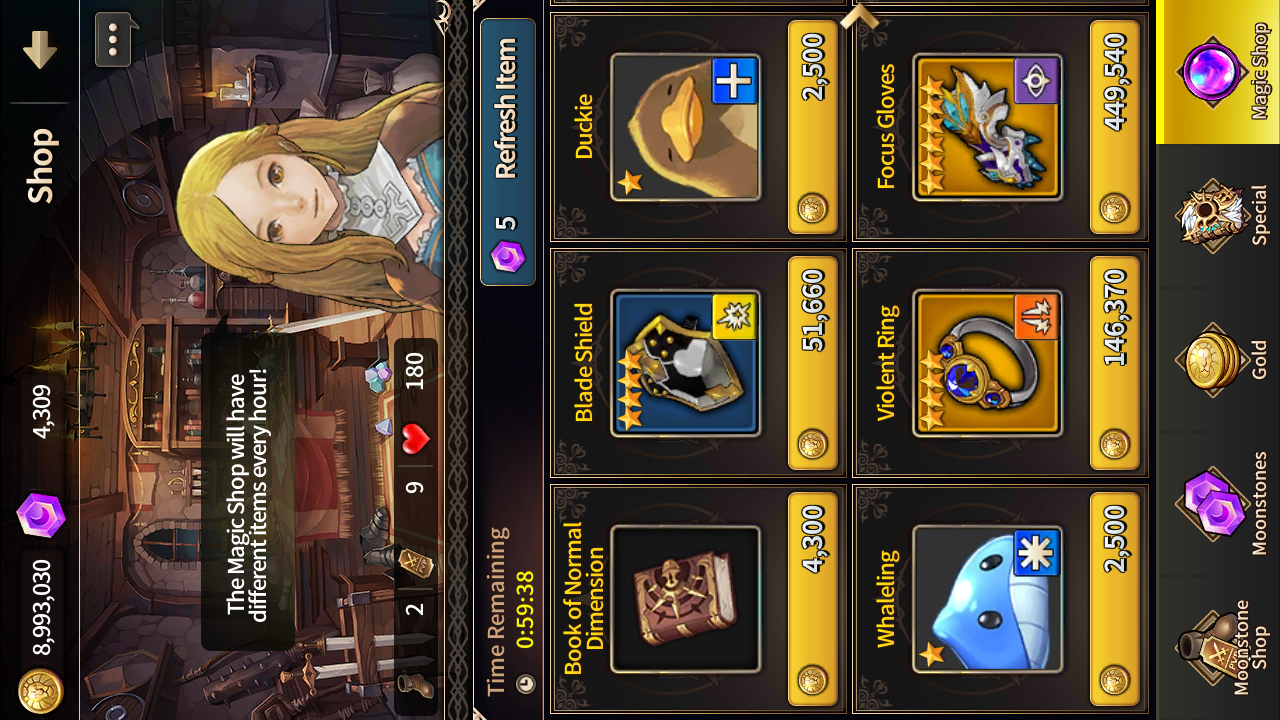 8,993,030 4,309 Shop
The Magic Shop will have
different items every hour!
2 9 180
Time Remaining
0:59:38
5 Refresh Item
Book of Normal
Dimension
4,300
Blade Shield
51,660
Duckie
2,500
Whaleling
2,500
Violent Ring
146,370
Focus Gloves
449,540
Moonstone
Shop
Moonstones
Gold
Special
Magic Shop